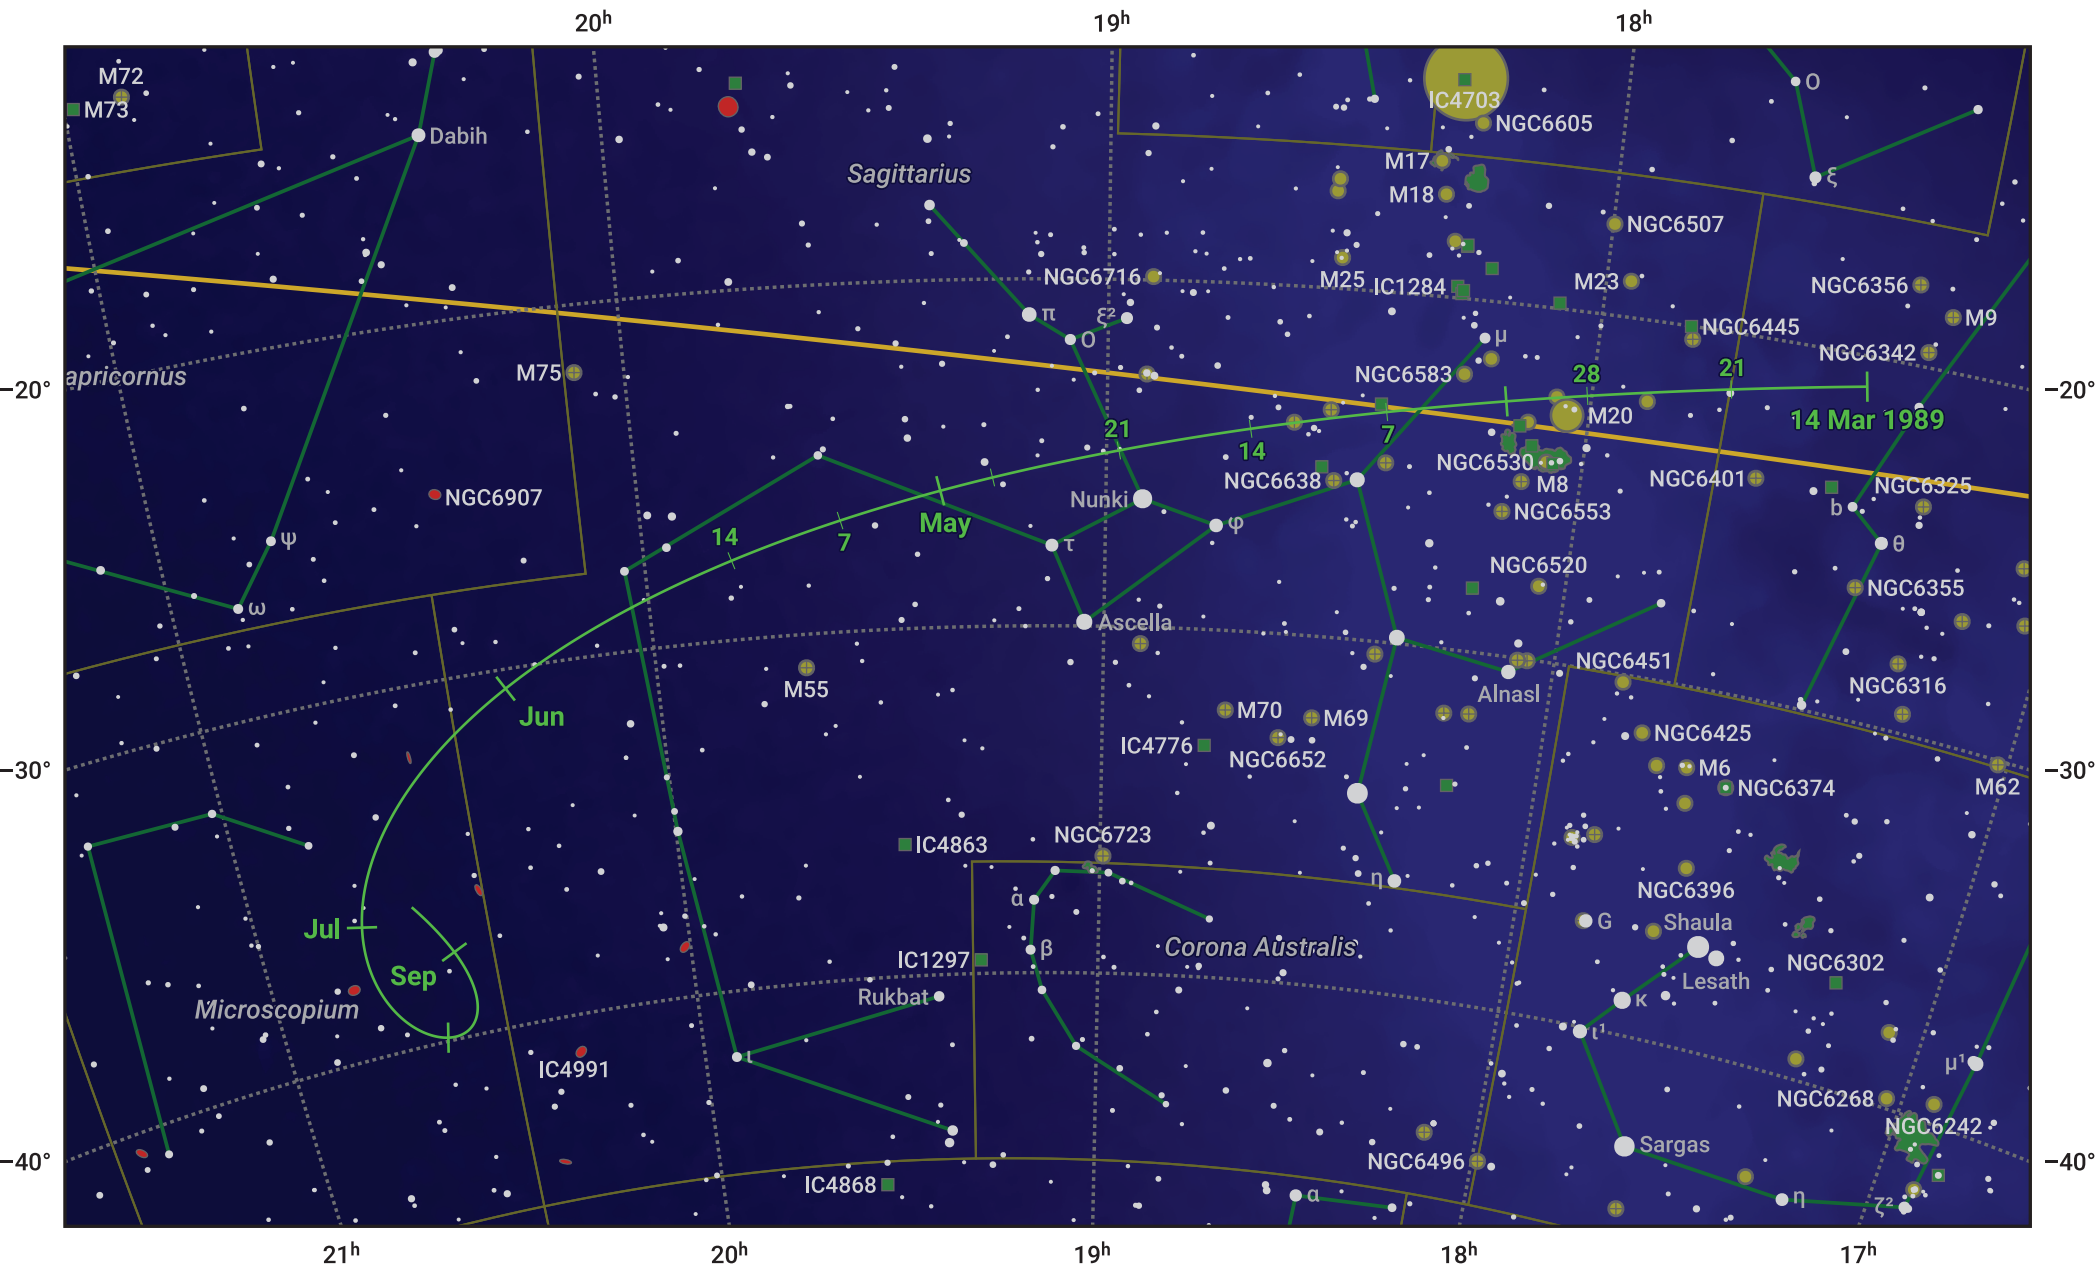 20h 19h 18h
M72
M73
Dabih
IC4703
NGC6605
ο
M17
Sagittarius
ξ
M18
NGC6507
NGC6716
M25
IC1284
M23
NGC6356
π
ξ²
M9
ο
μ
NGC6445
NGC6342
apricornus
M75
NGC6583
28
21
−20° −20°
M20
14 Mar 1989
21
7
14
NGC6530
NGC6638
M8
NGC6401
NGC6325
NGC6907
Nunki
b
NGC6553
φ
May
14
7
ψ
τ
θ
NGC6520
NGC6355
ω
Ascella
NGC6451
M55
Alnasl
NGC6316
Jun
M70
M69
NGC6425
IC4776
NGC6652
M6
−30° −30°
NGC6374
M62
NGC6723
IC4863
η
NGC6396
α
G
Shaula
Jul
β
Corona Australis
IC1297
NGC6302
Sep
Lesath
Rukbat
κ
Microscopium
ι¹
ι
μ¹
IC4991
NGC6268
NGC6242
Sargas
−40° −40°
NGC6496
IC4868
α
η
ζ²
21h 20h 19h 18h 17h